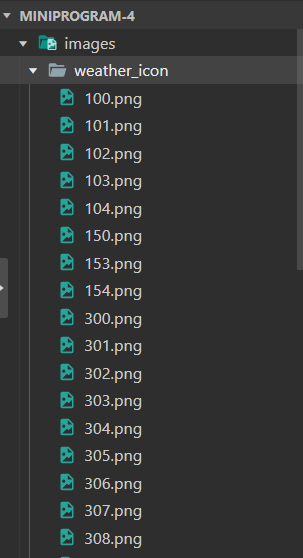 MINIPROGRAM-4
images
weather_icon
100.png
101.png
102.png
103.png
104.png
150.png
153.png
154.png
300.png
301.png
302.png
303.png
304.png
305.png
306.png
307.png
308.png